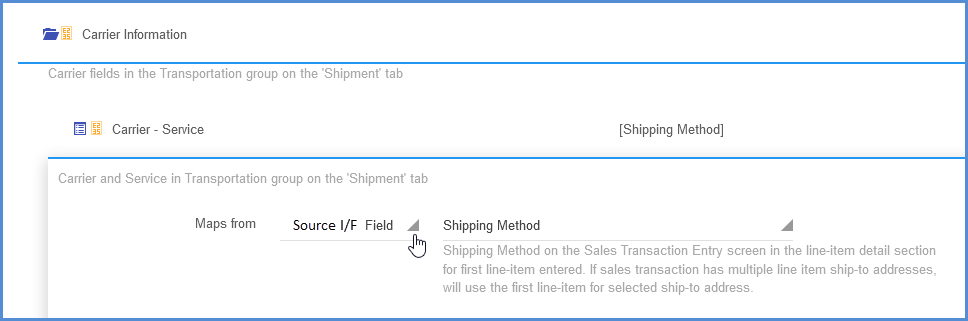 Carrier Information
Carrier fields in the Transportation group on the 'Shipment' tab
Carrier - Service [Shipping Method]
Carrier and Service in Transportation group on the 'Shipment' tab
Maps from Source I/F Field Shipping Method
Shipping Method on the Sales Transaction Entry screen in the line-item detail section
for first line-item entered. If sales transaction has multiple line item ship-to addresses,
will use the first line-item for selected ship-to address.